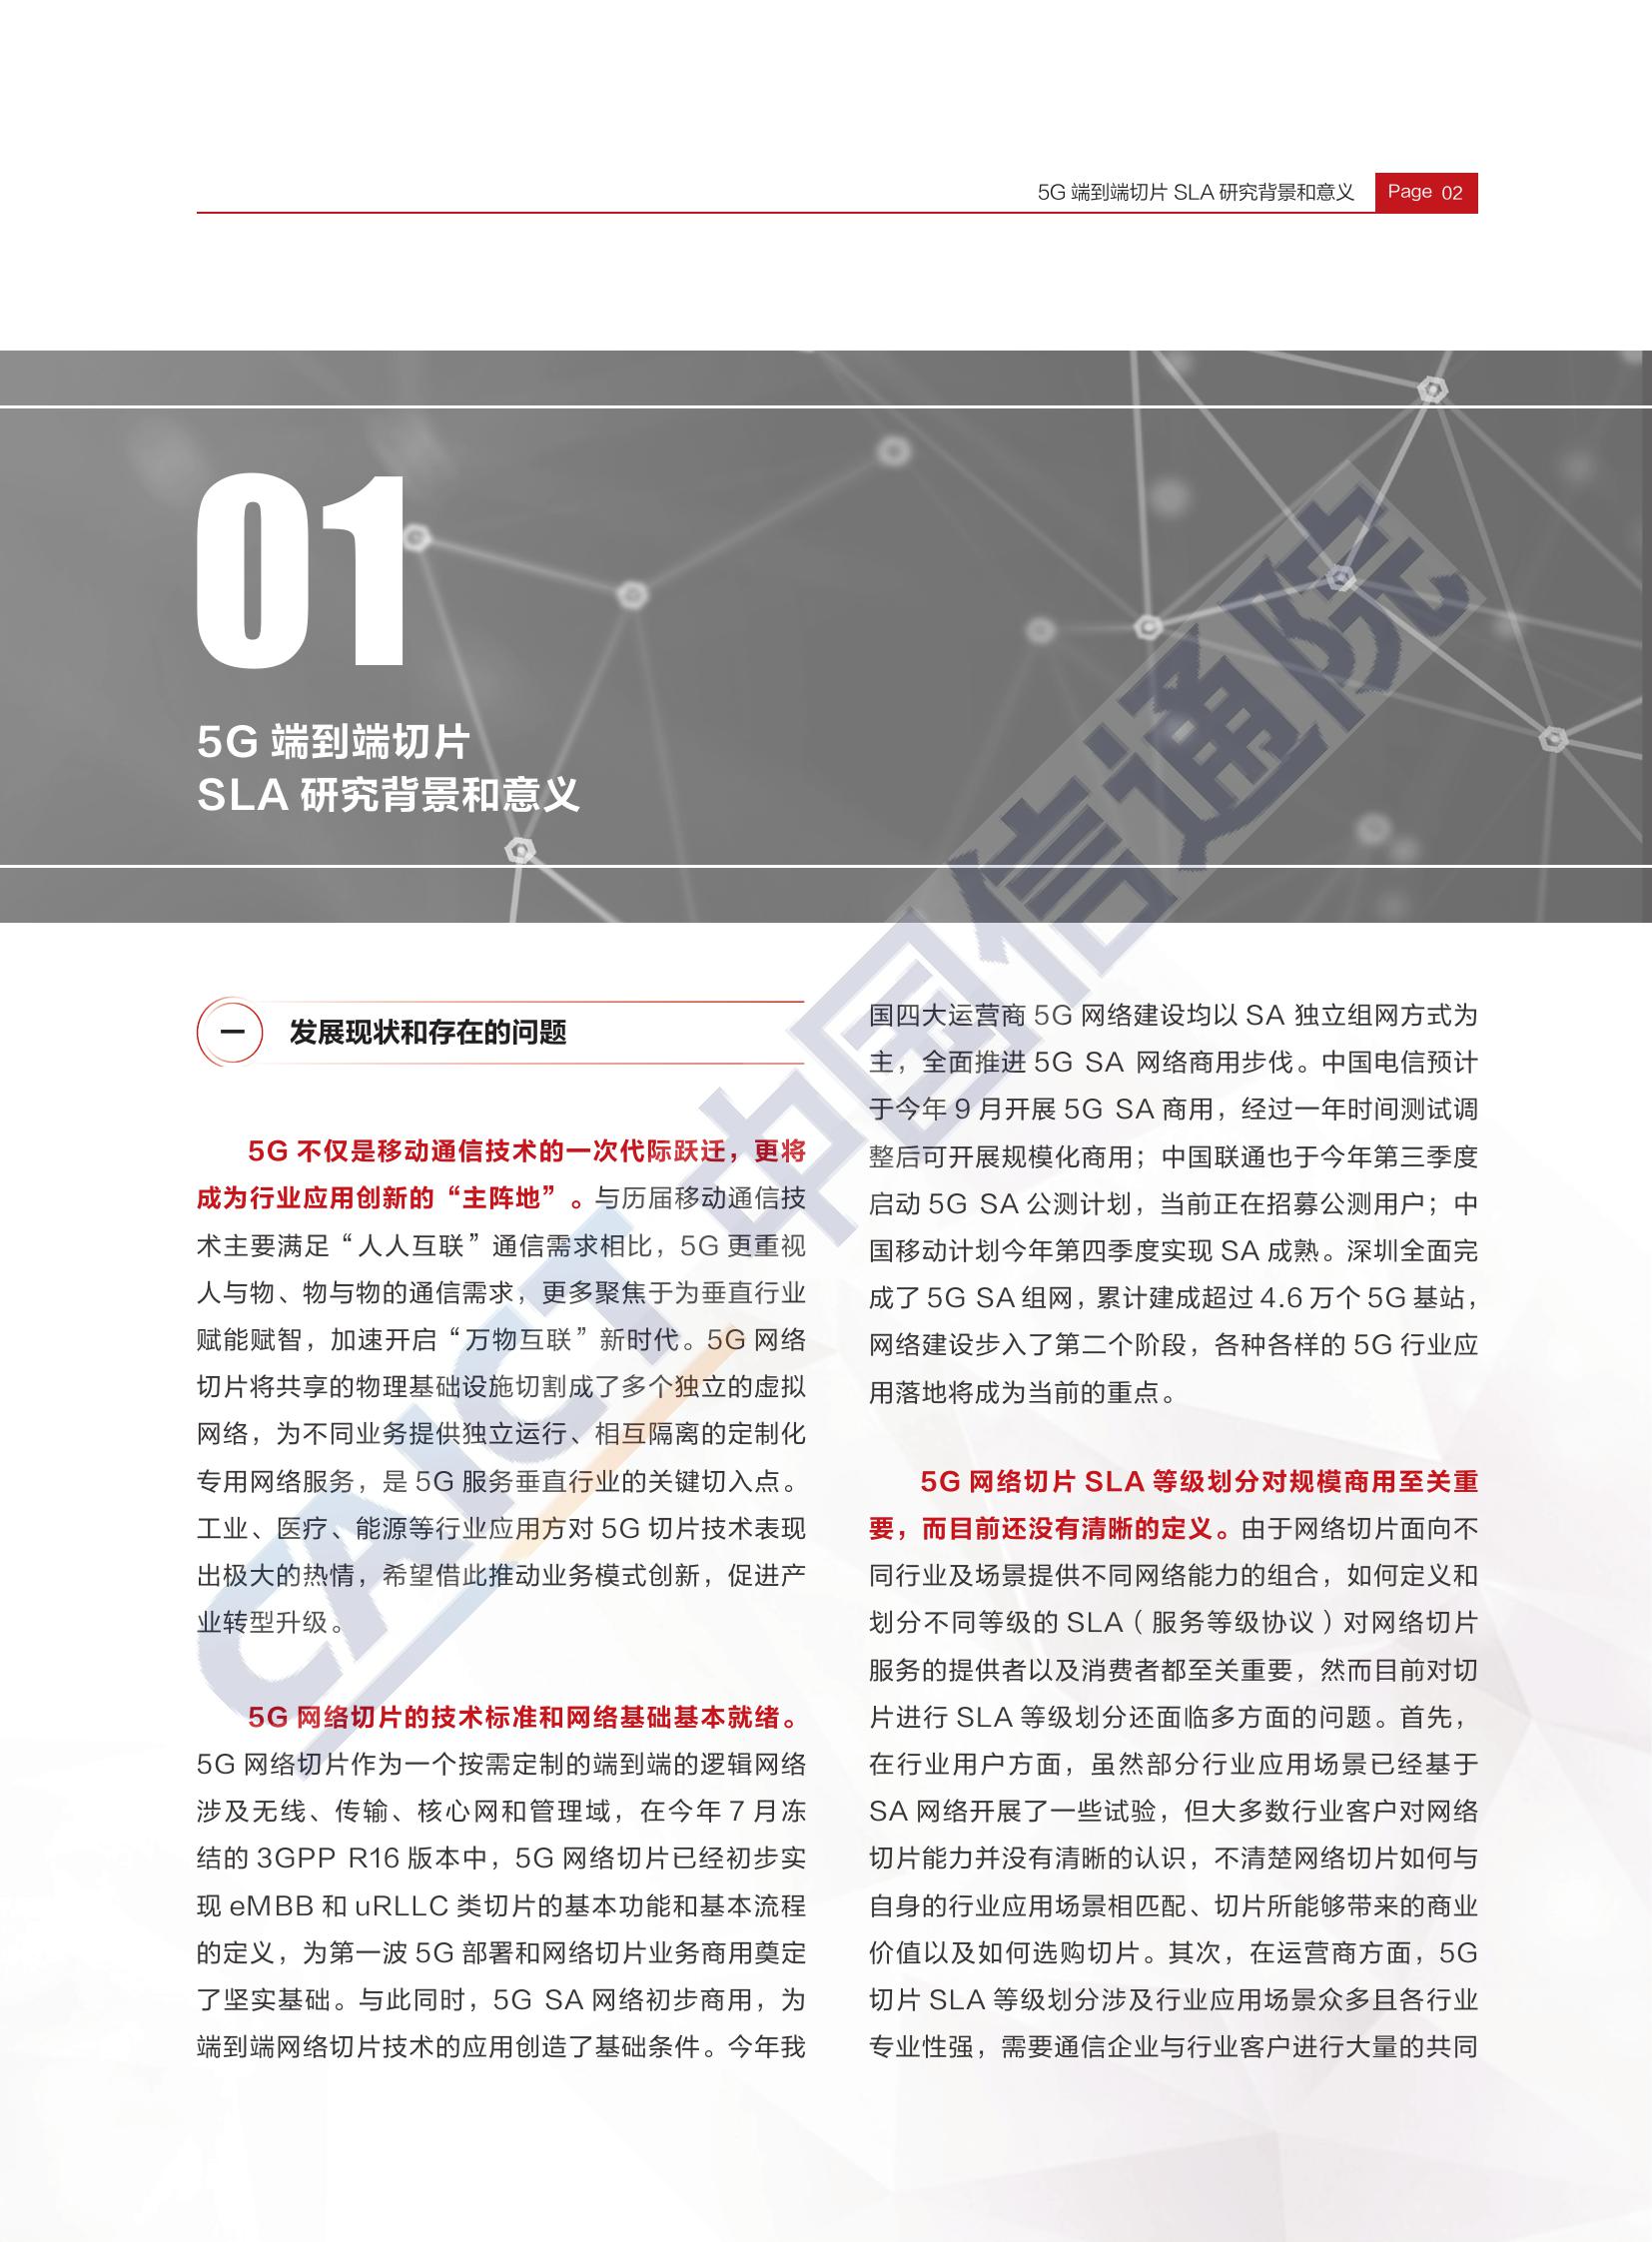 5G 端到端切片 SLA 研究背景和意义
Page 02
01
5G 端到端切片
SLA 研究背景和意义
一 发展现状和存在的问题
5G 不仅是移动通信技术的一次代际跃迁，更将
成为行业应用创新的“主阵地”。与历届移动通信技
术主要满足“人人互联”通信需求相比，5G 更重视
人与物、物与物的通信需求，更多聚焦于为垂直行业
赋能赋智，加速开启“万物互联”新时代。5G 网络
切片将共享的物理基础设施切割成了多个独立的虚拟
网络，为不同业务提供独立运行、相互隔离的定制化
专用网络服务，是 5G 服务垂直行业的关键切入点。
工业、医疗、能源等行业应用方对 5G 切片技术表现
出极大的热情，希望借此推动业务模式创新，促进产
业转型升级。
5G 网络切片的技术标准和网络基础基本就绪。
5G 网络切片作为一个按需定制的端到端的逻辑网络
涉及无线、传输、核心网和管理域，在今年 7 月冻
结的 3GPP R16 版本中，5G 网络切片已经初步实
现 eMBB 和 uRLLC 类切片的基本功能和基本流程
的定义，为第一波 5G 部署和网络切片业务商用奠定
了坚实基础。与此同时，5G SA 网络初步商用，为
端到端网络切片技术的应用创造了基础条件。今年我
国四大运营商 5G 网络建设均以 SA 独立组网方式为
主，全面推进 5G SA 网络商用步伐。中国电信预计
于今年 9 月开展 5G SA 商用，经过一年时间测试调
整后可开展规模化商用；中国联通也于今年第三季度
启动 5G SA 公测计划，当前正在招募公测用户；中
国移动计划今年第四季度实现 SA 成熟。深圳全面完
成了 5G SA 组网，累计建成超过 4.6 万个 5G 基站，
网络建设步入了第二个阶段，各种各样的 5G 行业应
用落地将成为当前的重点。
5G 网络切片 SLA 等级划分对规模商用至关重
要，而目前还没有清晰的定义。由于网络切片面向不
同行业及场景提供不同网络能力的组合，如何定义和
划分不同等级的 SLA（服务等级协议）对网络切片
服务的提供者以及消费者都至关重要，然而目前对切
片进行 SLA 等级划分还面临多方面的问题。首先，
在行业用户方面，虽然部分行业应用场景已经基于
SA 网络开展了一些试验，但大多数行业客户对网络
切片能力并没有清晰的认识，不清楚网络切片如何与
自身的行业应用场景相匹配、切片所能够带来的商业
价值以及如何选购切片。其次，在运营商方面，5G
切片 SLA 等级划分涉及行业应用场景众多且各行业
专业性强，需要通信企业与行业客户进行大量的共同
CAICT 中国信通院